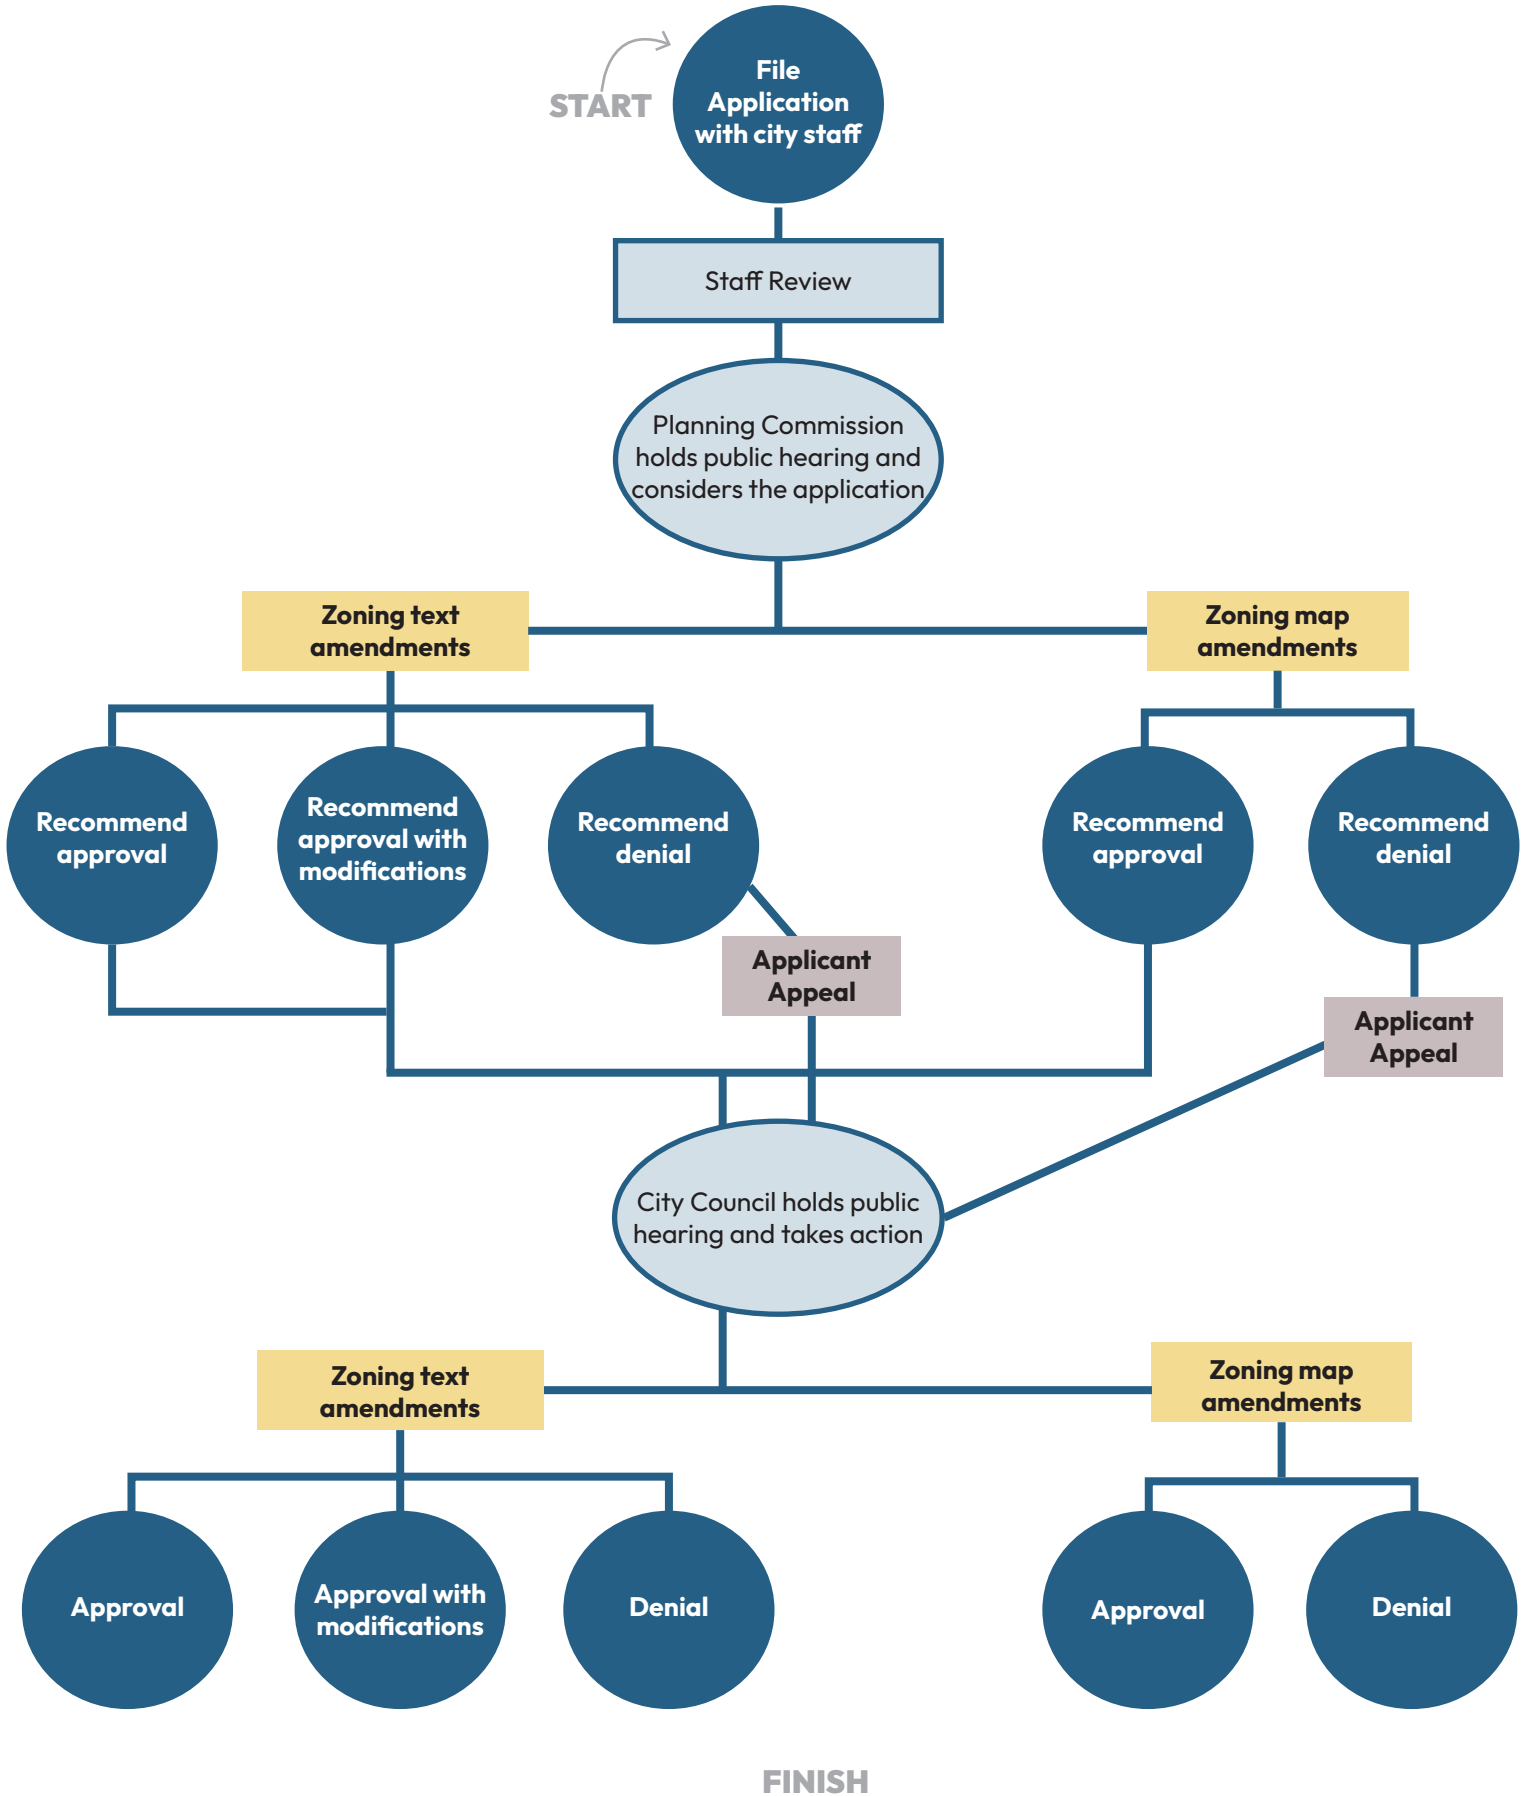 START
File
Application
with city staff
Staff Review
Planning Commission
holds public hearing and
considers the application
Zoning text
amendments
Zoning map
amendments
Recommend
approval
Recommend
approval with
modifications
Recommend
denial
Recommend
approval
Recommend
denial
Applicant
Appeal
Applicant
Appeal
City Council holds public
hearing and takes action
Zoning text
amendments
Zoning map
amendments
Approval
Approval with
modifications
Denial
Approval
Denial
FINISH